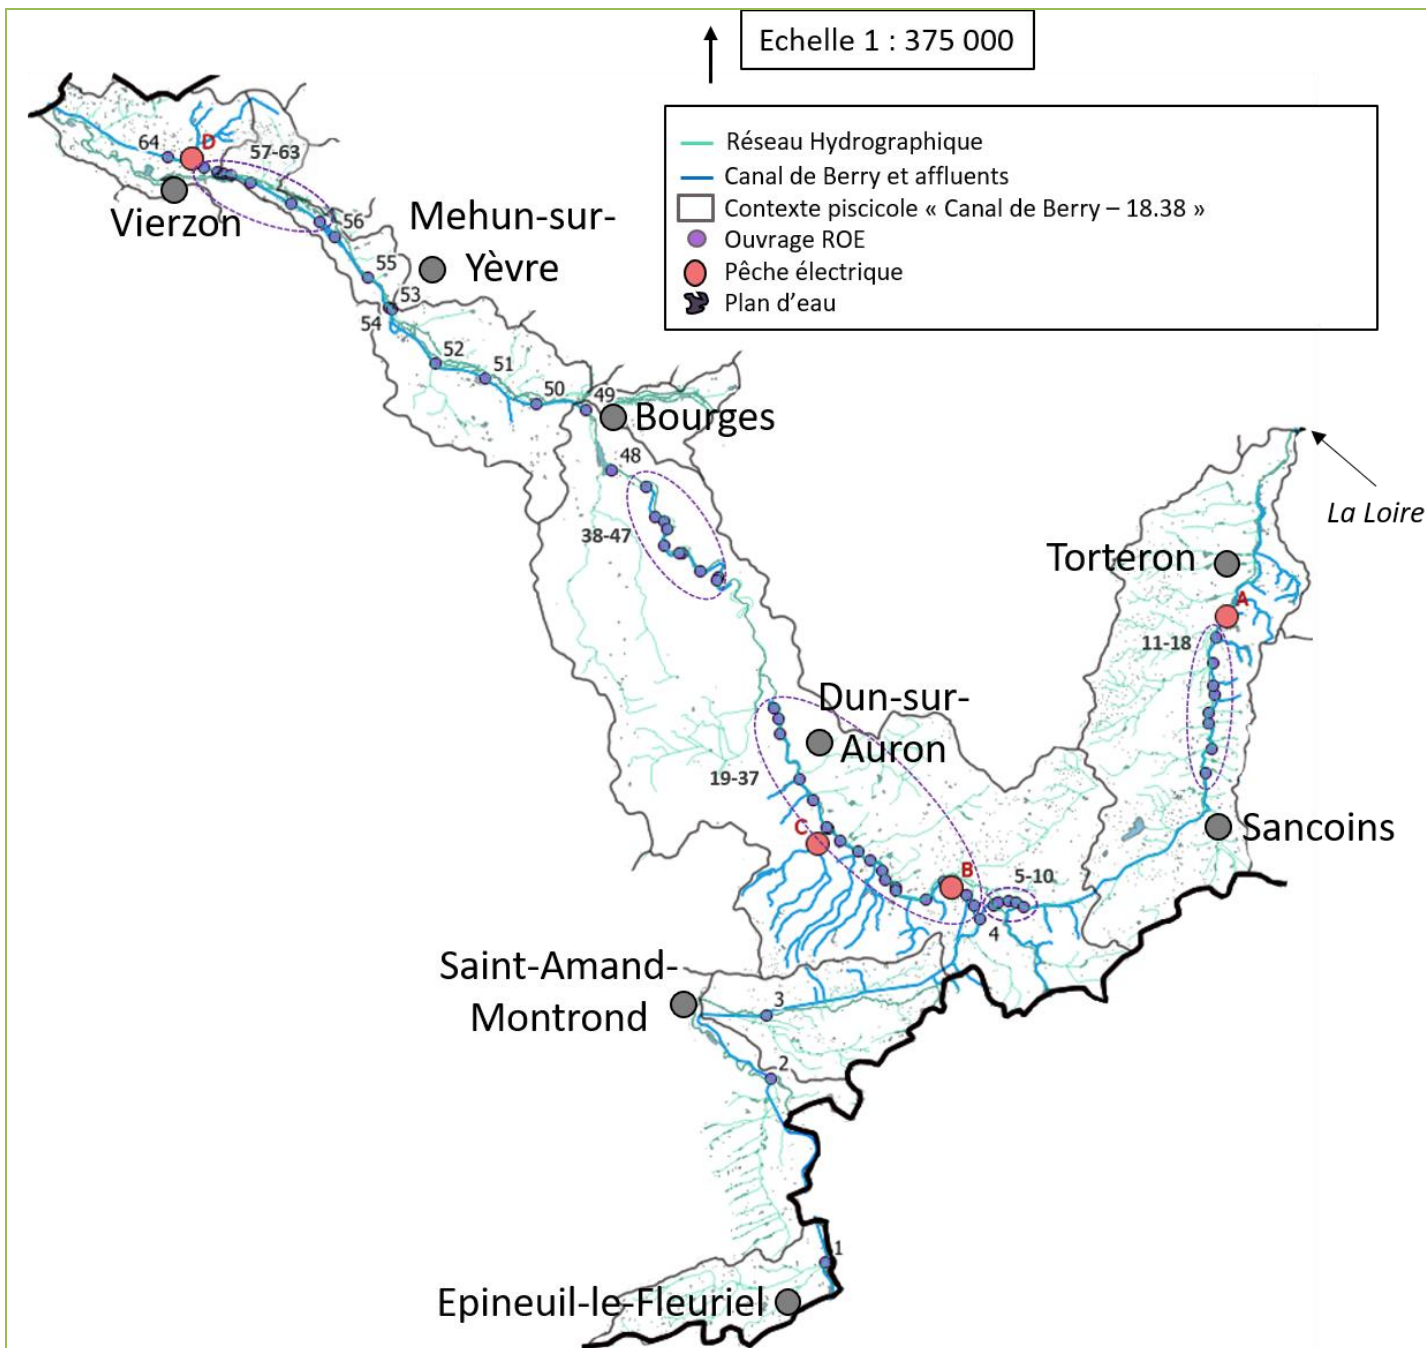 Echelle 1 : 375 000
Réseau Hydrographique
Canal de Berry et affluents
Contexte piscicole « Canal de Berry – 18.38 »
Ouvrage ROE
Pêche électrique
Plan d'eau
64
D
57-63
Vierzon
56
Mehun-sur-
Yèvre
55
53
54
52
51
50
49
Bourges
48
38-47
La Loire
Torteron
A
11-18
Dun-sur-
Auron
19-37
C
Sancoins
B
5-10
4
Saint-Amand-
Montrond
3
2
1
Epineuil-le-Fleuriel